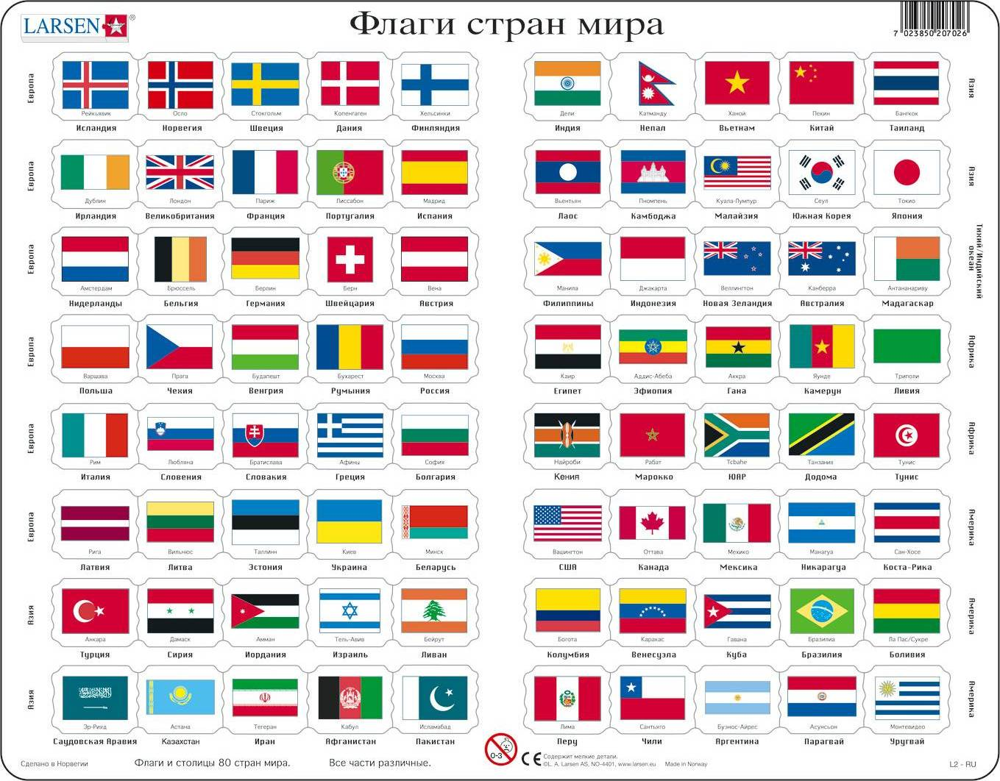 LARSEN ®
Флаги стран мира
7 023850 207026
Европа
Рейкьявик Осло Стокгольм Копенгаген Хельсинки
Исландия Норвегия Швеция Дания Финляндия
Дели Катманду Ханой Пекин Бангкок
Индия Непал Вьетнам Китай Таиланд
Азия
Европа
Дублин Лондон Париж Лиссабон Мадрид
Ирландия Великобритания Франция Португалия Испания
Вьентьян Пномпень Куала-Лумпур Сеул Токио
Лаос Камбоджа Малайзия Южная Корея Япония
Азия
Европа
Амстердам Брюссель Берлин Берн Вена
Нидерланды Бельгия Германия Швейцария Австрия
Манила Джакарта Веллингтон Канберра Антананариву
Филиппины Индонезия Новая Зеландия Австралия Мадагаскар
Тихий/Индийский
океан
Европа
Варшава Прага Будапешт Бухарест Москва
Польша Чехия Венгрия Румыния Россия
Каир Аддис-Абеба Аккра Яунде Триполи
Египет Эфиопия Гана Камерун Ливия
Африка
Европа
Рим Любляна Братислава Афины София
Италия Словения Словакия Греция Болгария
Найроби Рабат Tcbahe Танзания Тунис
Кения Марокко ЮАР Додома Тунис
Африка
Европа
Рига Вильнюс Таллинн Киев Минск
Латвия Литва Эстония Украина Беларусь
Вашингтон Оттава Мехико Манагуа Сан-Хосе
США Канада Мексика Никарагуа Коста-Рика
Америка
Азия
Анкара Дамаск Амман Тель-Авив Бейрут
Турция Сирия Иордания Израиль Ливан
Богота Каракас Гавана Бразилиа Ла Пас/Сукре
Колумбия Венесуэла Куба Бразилия Боливия
Америка
Азия
Эр-Рияд Астана Тегеран Кабул Исламабад
Саудовская Аравия Казахстан Иран Афганистан Пакистан
Лима Сантьяго Буэнос-Айрес Асунсьон Монтевидео
Перу Чили Аргентина Парагвай Уругвай
Америка
Сделано в Норвегии
Флаги и столицы 80 стран мира.
Все части различные.
0-3
CE
Содержит мелкие детали.
©L. A. Larsen AS, NO-4401, www.larsen.eu Made in Norway
L2 - RU